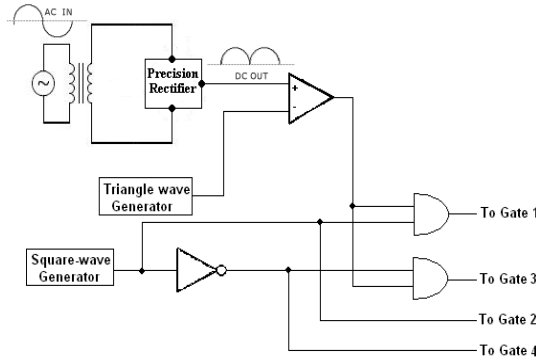 AC IN
~
Precision
Rectifier
DC OUT
+
-
Triangle wave
Generator
Square-wave
Generator
To Gate 1
To Gate 3
To Gate 2
To Gate 4